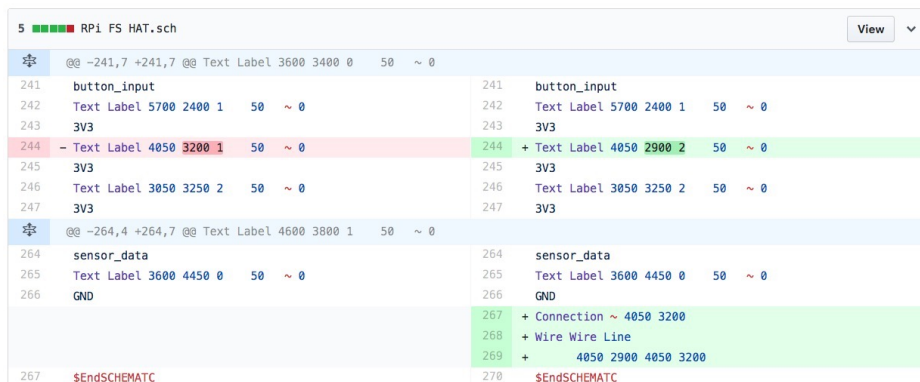 5 RPi FS HAT.sch View
@@ -241,7 +241,7 @@ Text Label 3600 3400 0 50 ~ 0
241 button_input 241 button_input
242 Text Label 5700 2400 1 50 ~ 0 242 Text Label 5700 2400 1 50 ~ 0
243 3V3 243 3V3
244 - Text Label 4050 3200 1 50 ~ 0 244 + Text Label 4050 2900 2 50 ~ 0
245 3V3 245 3V3
246 Text Label 3050 3250 2 50 ~ 0 246 Text Label 3050 3250 2 50 ~ 0
247 3V3 247 3V3
@@ -264,4 +264,7 @@ Text Label 4600 3800 1 50 ~ 0
264 sensor_data 264 sensor_data
265 Text Label 3600 4450 0 50 ~ 0 265 Text Label 3600 4450 0 50 ~ 0
266 GND 266 GND
267 + Connection ~ 4050 3200
268 + Wire Wire Line
269 + 4050 2900 4050 3200
267 $EndSCHEMATC 270 $EndSCHEMATC